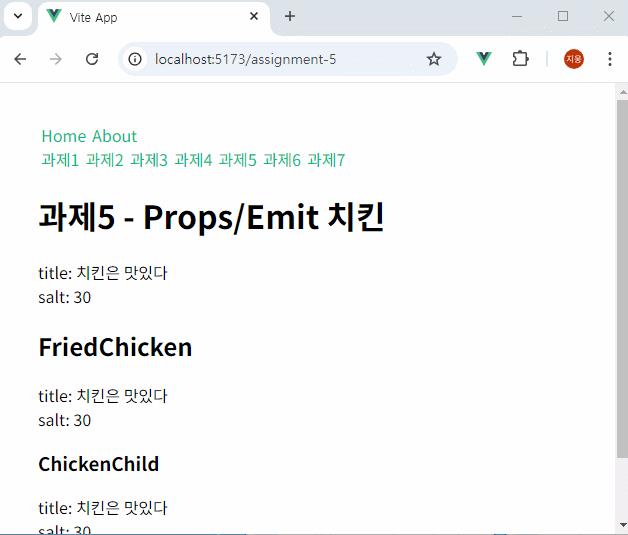 Vite App
localhost:5173/assignment-5
지웅
Home About
과제1 과제2 과제3 과제4 과제5 과제6 과제7
과제5 - Props/Emit 치킨
title: 치킨은 맛있다
salt: 30
FriedChicken
title: 치킨은 맛있다
salt: 30
ChickenChild
title: 치킨은 맛있다
salt: 30